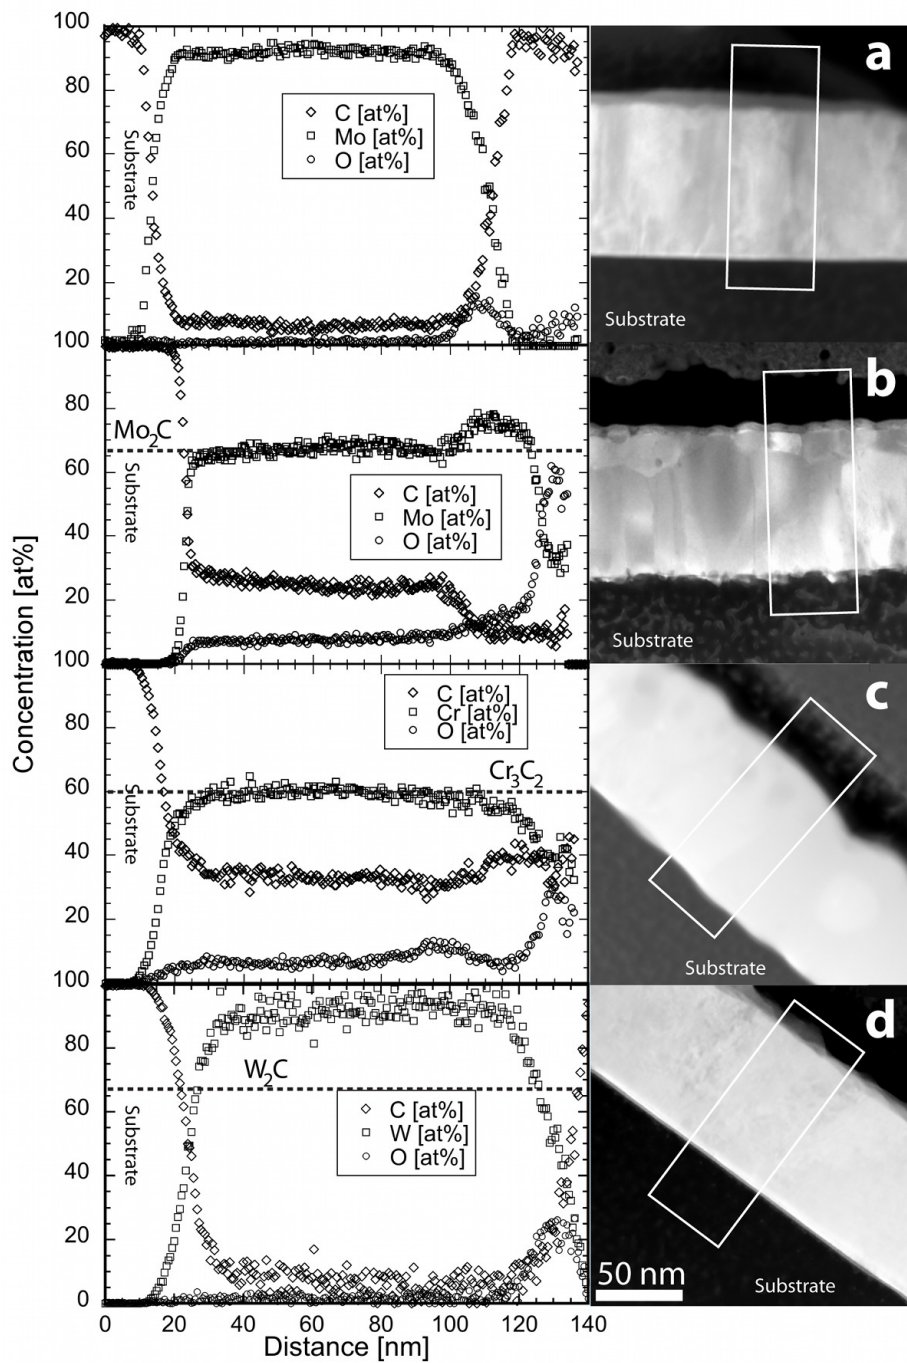 100
80
60
40
20
C [at%]
Mo [at%]
O [at%]
Substrate
a
Substrate
100
80
60
40
20
Mo2C
C [at%]
Mo [at%]
O [at%]
Substrate
b
Substrate
100
80
60
40
20
C [at%]
Cr [at%]
O [at%]
Cr3C2
Substrate
c
Substrate
100
80
60
40
20
0
W2C
C [at%]
W [at%]
O [at%]
Substrate
d
50 nm
Substrate
0 20 40 60 80 100 120 140
Distance [nm]
Concentration [at%]